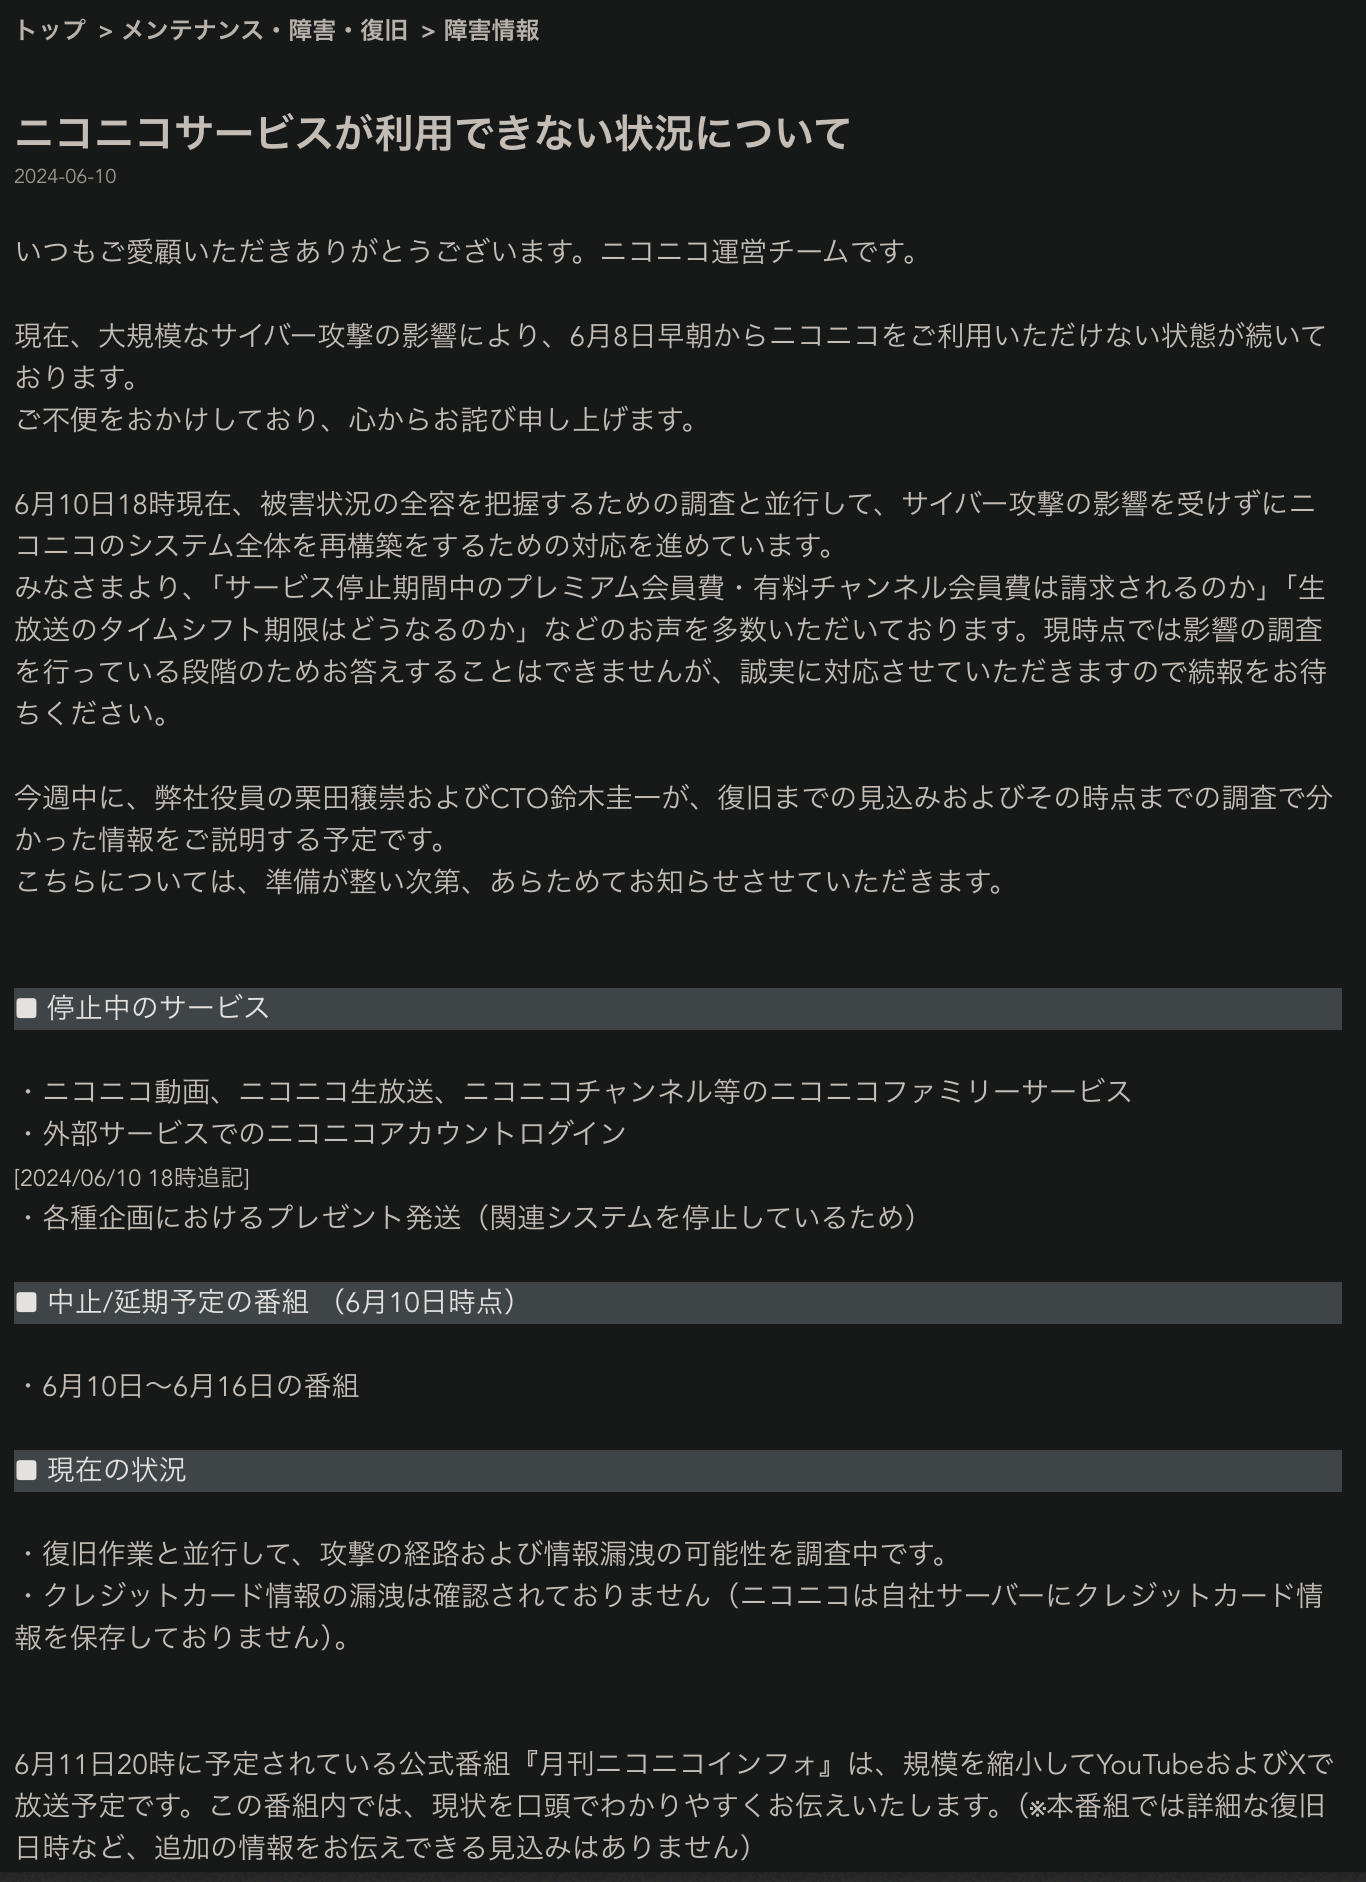 トップ > メンテナンス・障害・復旧 > 障害情報
ニコニコサービスが利用できない状況について
2024-06-10
いつもご愛顧いただきありがとうございます。ニコニコ運営チームです。
現在、大規模なサイバー攻撃の影響により、6月8日早朝からニコニコをご利用いただけない状態が続いて
おります。
ご不便をおかけしており、心からお詫び申し上げます。
6月10日18時現在、被害状況の全容を把握するための調査と並行して、サイバー攻撃の影響を受けずにニ
コニコのシステム全体を再構築をするための対応を進めています。
みなさまより、「サービス停止期間中のプレミアム会員費・有料チャンネル会員費は請求されるのか」「生
放送のタイムシフト期限はどうなるのか」などのお声を多数いただいております。現時点では影響の調査
を行っている段階のためお答えすることはできませんが、誠実に対応させていただきますので続報をお待
ちください。
今週中に、弊社役員の栗田穣崇およびCTO鈴木圭一が、復旧までの見込みおよびその時点までの調査で分
かった情報をご説明する予定です。
こちらについては、準備が整い次第、あらためてお知らせさせていただきます。
■ 停止中のサービス
・ニコニコ動画、ニコニコ生放送、ニコニコチャンネル等のニコニコファミリーサービス
・外部サービスでのニコニコアカウントログイン
[2024/06/10 18時追記]
・各種企画におけるプレゼント発送（関連システムを停止しているため）
■ 中止/延期予定の番組 （6月10日時点）
・6月10日～6月16日の番組
■ 現在の状況
・復旧作業と並行して、攻撃の経路および情報漏洩の可能性を調査中です。
・クレジットカード情報の漏洩は確認されておりません（ニコニコは自社サーバーにクレジットカード情
報を保存しておりません）。
6月11日20時に予定されている公式番組『月刊ニコニコインフォ』は、規模を縮小してYouTubeおよびXで
放送予定です。この番組内では、現状を口頭でわかりやすくお伝えいたします。（※本番組では詳細な復旧
日時など、追加の情報をお伝えできる見込みはありません）